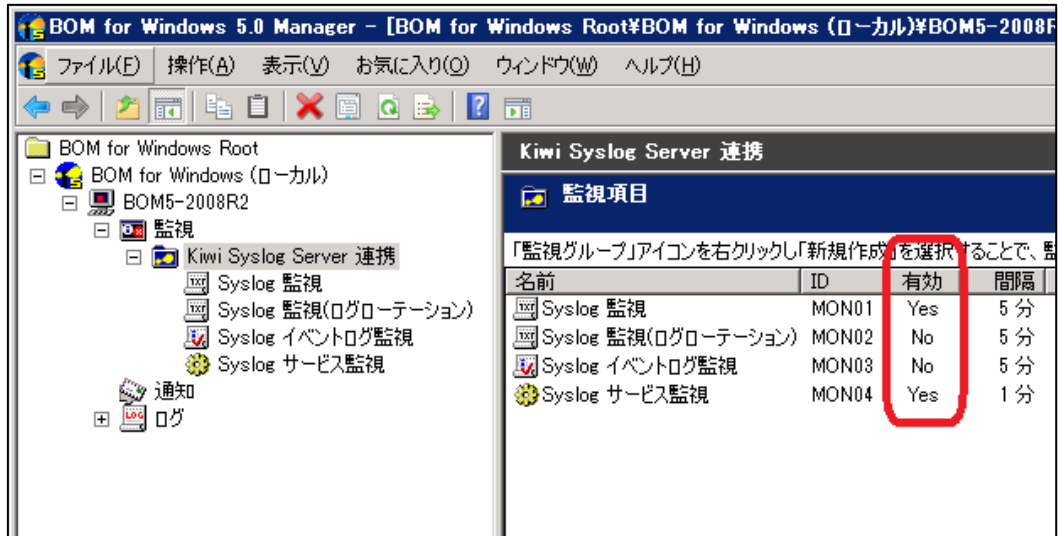 BOM for Windows 5.0 Manager - [BOM for Windows Root¥BOM for Windows (ローカル)¥BOM5-2008R
ファイル(F) 操作(A) 表示(V) お気に入り(O) ウィンドウ(W) ヘルプ(H)
BOM for Windows Root
BOM for Windows (ローカル)
BOM5-2008R2
監視
Kiwi Syslog Server 連携
Syslog 監視
Syslog 監視(ログローテーション)
Syslog イベントログ監視
Syslog サービス監視
通知
ログ
Kiwi Syslog Server 連携
監視項目
「監視グループ」アイコンを右クリックし「新規作成」を選択することで、監
名前 ID 有効 間隔
Syslog 監視 MON01 Yes 5 分
Syslog 監視(ログローテーション) MON02 No 5 分
Syslog イベントログ監視 MON03 No 5 分
Syslog サービス監視 MON04 Yes 1 分